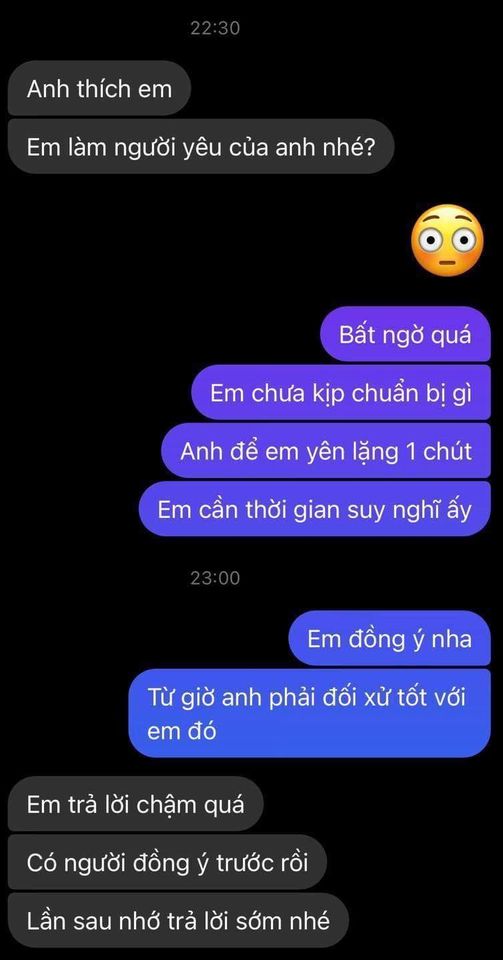 22:30
Anh thích em
Em làm người yêu của anh nhé?
Bất ngờ quá
Em chưa kịp chuẩn bị gì
Anh để em yên lặng 1 chút
Em cần thời gian suy nghĩ ấy
23:00
Em đồng ý nha
Từ giờ anh phải đối xử tốt với
em đó
Em trả lời chậm quá
Có người đồng ý trước rồi
Lần sau nhớ trả lời sớm nhé